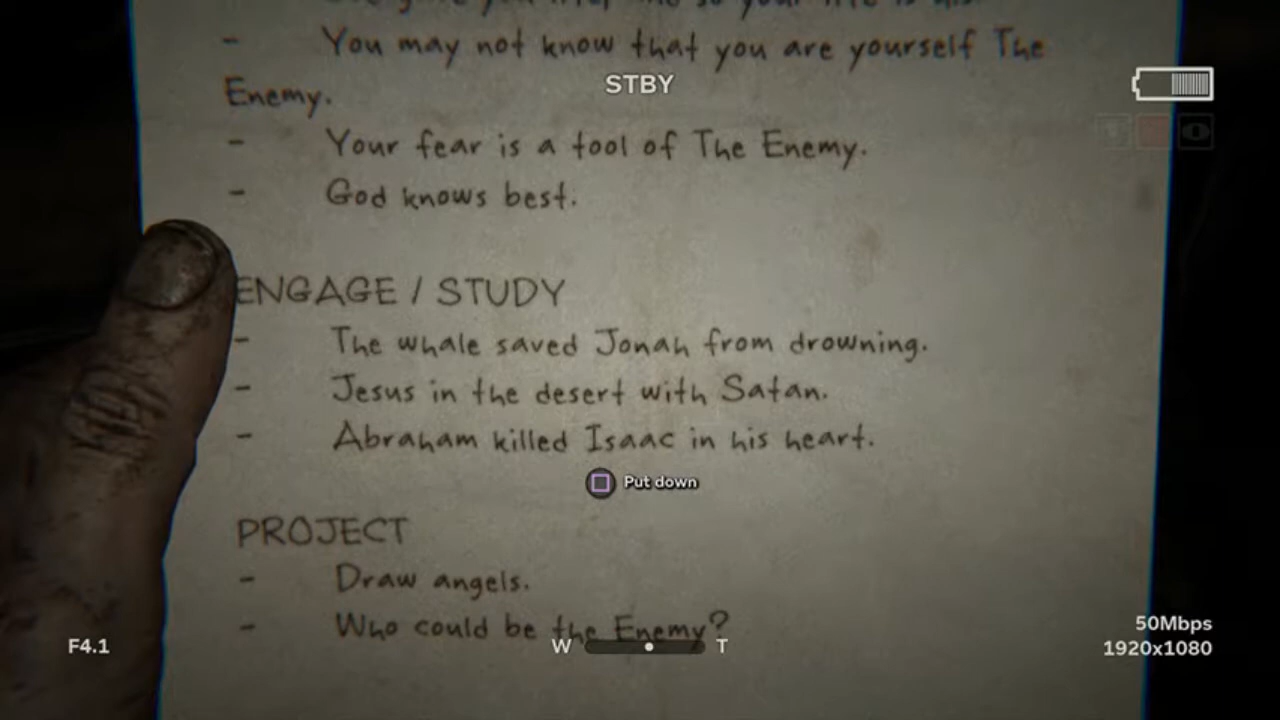 - You may not know that you are yourself The
Enemy.
STBY
- Your fear is a tool of The Enemy.
- God knows best.
ENGAGE / STUDY
- The whale saved Jonah from drowning.
- Jesus in the desert with Satan.
- Abraham killed Isaac in his heart.
Put down
PROJECT
- Draw angels.
- Who could be the Enemy?
F4.1
W T
50Mbps
1920x1080